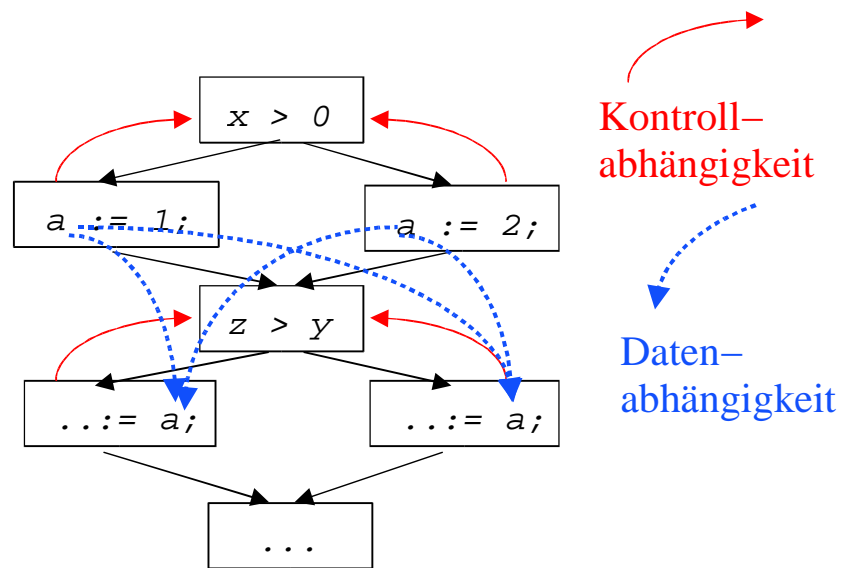 x > 0
Kontroll–
abhängigkeit
a := 1;
a := 2;
z > y
Daten–
abhängigkeit
..:= a;
..:= a;
...